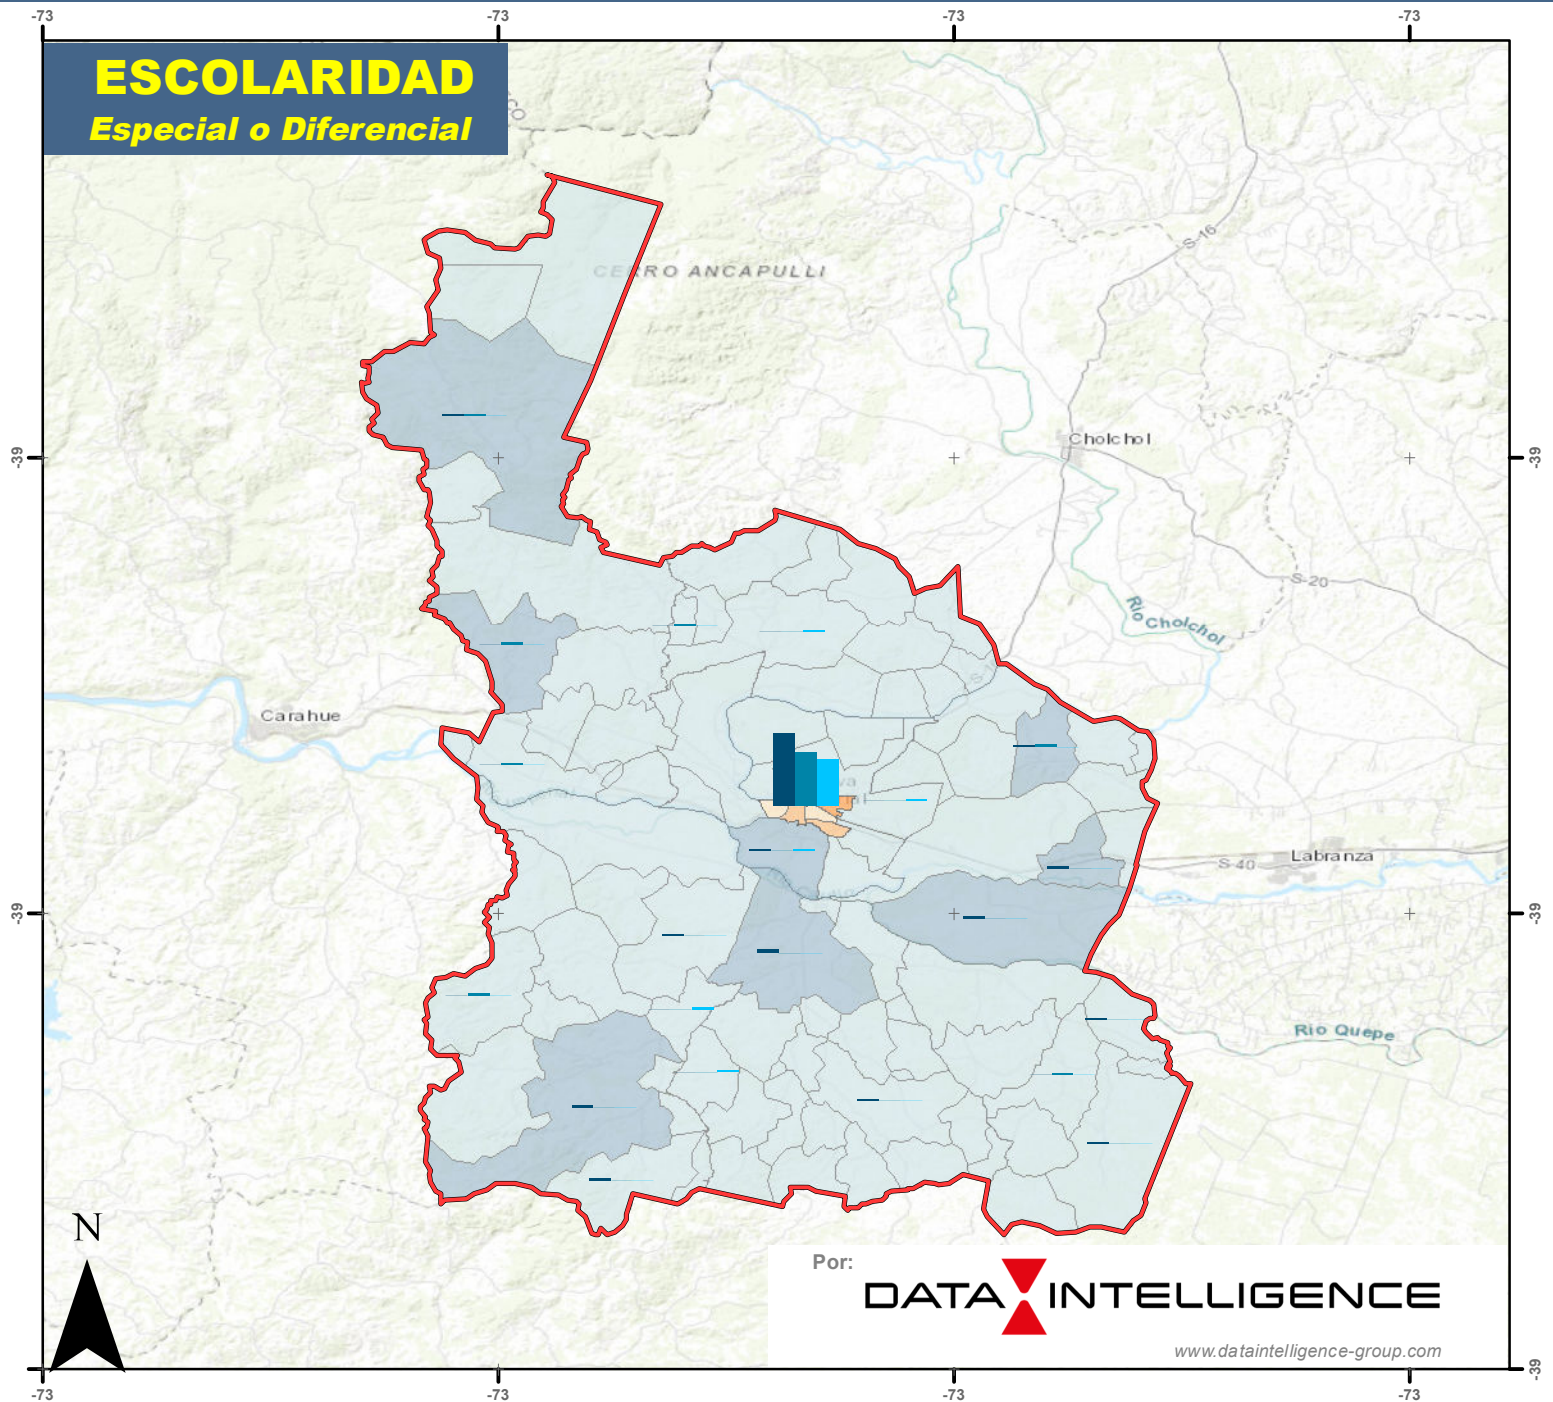 -73 -73 -73 -73
ESCOLARIDAD
Especial o Diferencial
CERRO ANCAPULLI
S-16
Cholchol
-39 -39
S-20
Río Cholchol
Carahue
Labranza
S-40
-39 -39
Río Quepe
N
Por:
DATA INTELLIGENCE
www.dataintelligence-group.com
-39
-73 -73 -73 -73